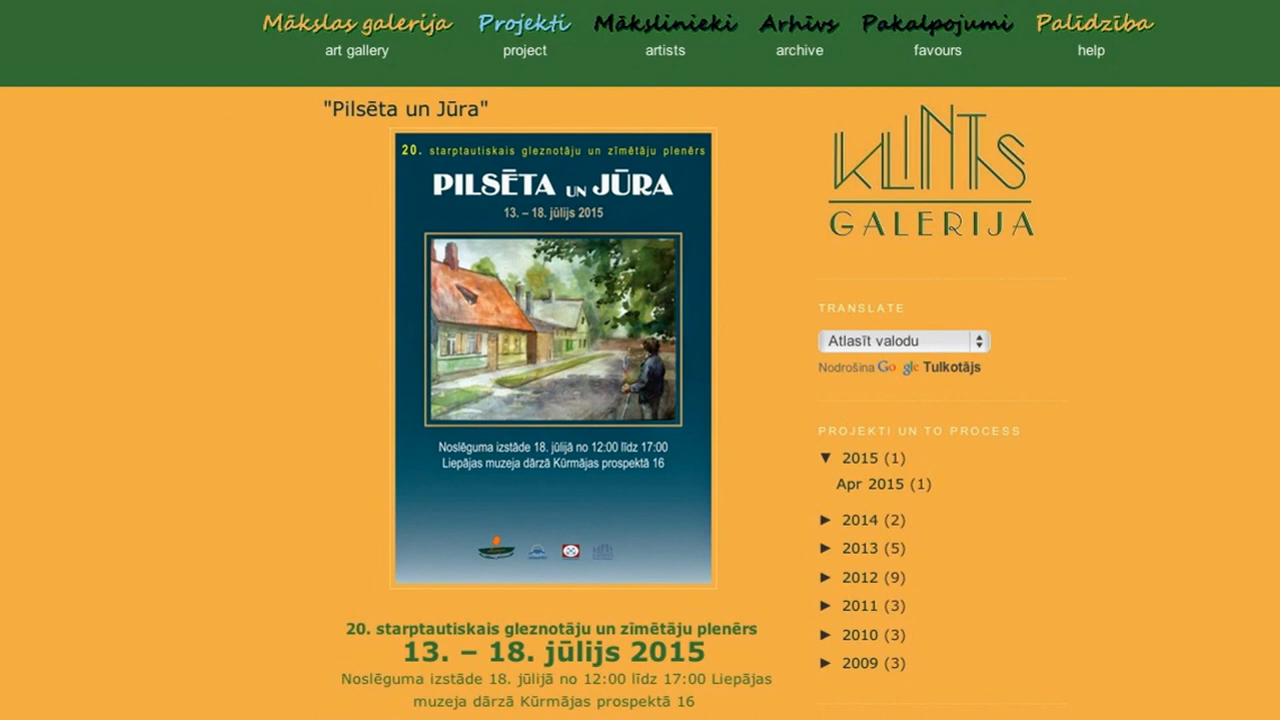 Mākslas galerija Projekti Mākslinieki Arhīvs Pakalpojumi Palīdzība
art gallery project artists archive favours help
"Pilsēta un Jūra"
20. starptautiskais gleznotāju un zīmētāju plenērs
PILSĒTA UN JŪRA
13. – 18. jūlijs 2015
Noslēguma izstāde 18. jūlijā no 12:00 līdz 17:00
Liepājas muzeja dārzā Kūrmājas prospektā 16
20. starptautiskais gleznotāju un zīmētāju plenērs
13. – 18. jūlijs 2015
Noslēguma izstāde 18. jūlijā no 12:00 līdz 17:00 Liepājas
muzeja dārzā Kūrmājas prospektā 16
KLINTS
GALERIJA
TRANSLATE
Atlasīt valodu
Nodrošina Google Tulkotājs
PROJEKTI UN TO PROCESS
▼ 2015 (1)
Apr 2015 (1)
► 2014 (2)
► 2013 (5)
► 2012 (9)
► 2011 (3)
► 2010 (3)
► 2009 (3)